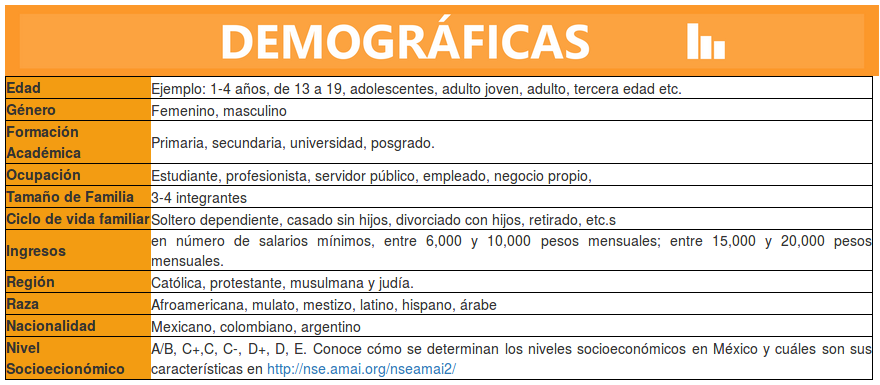 DEMOGRÁFICAS
Edad Ejemplo: 1-4 años, de 13 a 19, adolescentes, adulto joven, adulto, tercera edad etc.
Género Femenino, masculino
Formación
Académica Primaria, secundaria, universidad, posgrado.
Ocupación Estudiante, profesionista, servidor público, empleado, negocio propio,
Tamaño de Familia 3-4 integrantes
Ciclo de vida familiar Soltero dependiente, casado sin hijos, divorciado con hijos, retirado, etc.s
Ingresos en número de salarios mínimos, entre 6,000 y 10,000 pesos mensuales; entre 15,000 y 20,000 pesos
mensuales.
Región Católica, protestante, musulmana y judía.
Raza Afroamericana, mulato, mestizo, latino, hispano, árabe
Nacionalidad Mexicano, colombiano, argentino
Nivel A/B, C+,C, C-, D+, D, E. Conoce cómo se determinan los niveles socioeconómicos en México y cuáles son sus
Socioecionómico características en http://nse.amai.org/nseamai2/